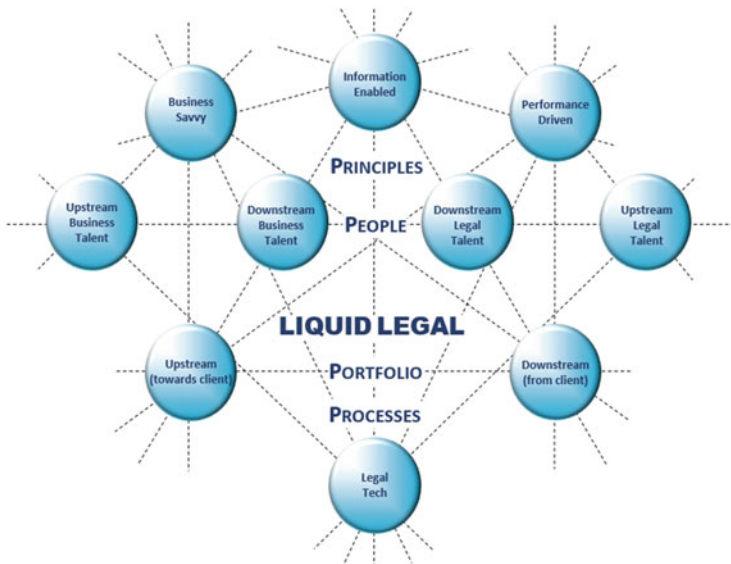 Information
Enabled
Business
Savvy
Performance
Driven
PRINCIPLES
Upstream
Business
Talent
Downstream
Business
Talent
PEOPLE
Downstream
Legal
Talent
Upstream
Legal
Talent
LIQUID LEGAL
Upstream
(towards client)
PORTFOLIO
Downstream
(from client)
PROCESSES
Legal
Tech